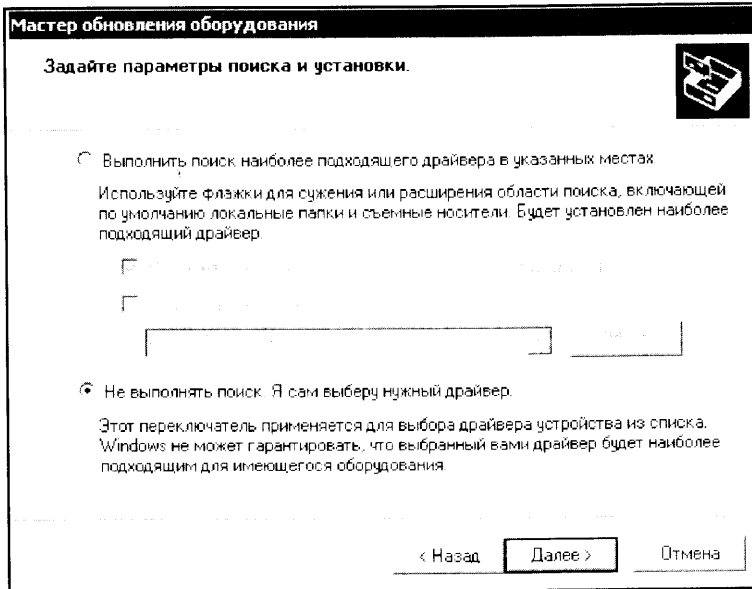 Мастер обновления оборудования
Задайте параметры поиска и установки.
Выполнить поиск наиболее подходящего драйвера в указанных местах.
Используйте флажки для сужения или расширения области поиска, включающей
по умолчанию локальные папки и съемные носители. Будет установлен наиболее
подходящий драйвер.
Не выполнять поиск. Я сам выберу нужный драйвер.
Этот переключатель применяется для выбора драйвера устройства из списка.
Windows не может гарантировать, что выбранный вами драйвер будет наиболее
подходящим для имеющегося оборудования.
< Назад
Далее >
Отмена